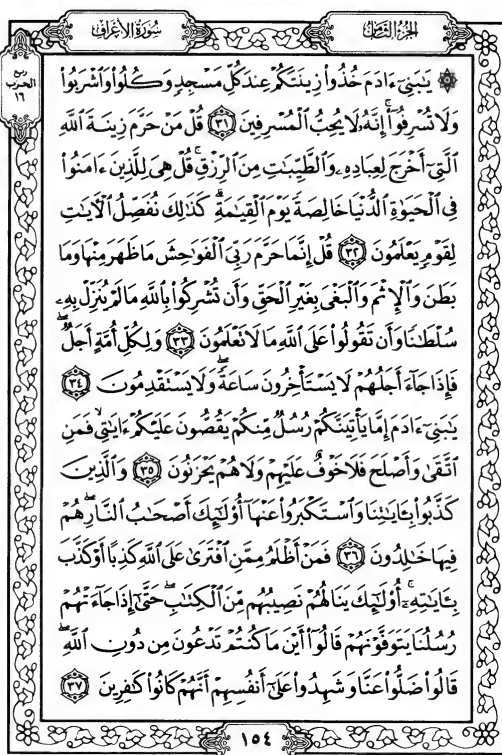 الجزء الثامن
سورة الأعراف
ربع
الحزب
١٦
۞ يَٰبَنِىٓ ءَادَمَ خُذُوا۟ زِينَتَكُمْ عِندَ كُلِّ مَسْجِدٍ وَكُلُوا۟ وَٱشْرَبُوا۟
وَلَا تُسْرِفُوٓا۟ ۚ إِنَّهُۥ لَا يُحِبُّ ٱلْمُسْرِفِينَ ٣١ قُلْ مَنْ حَرَّمَ زِينَةَ ٱللَّهِ
ٱلَّتِىٓ أَخْرَجَ لِعِبَادِهِۦ وَٱلطَّيِّبَٰتِ مِنَ ٱلرِّزْقِ ۚ قُلْ هِىَ لِلَّذِينَ ءَامَنُوا۟
فِى ٱلْحَيَوٰةِ ٱلدُّنْيَا خَالِصَةً يَوْمَ ٱلْقِيَٰمَةِ ۗ كَذَٰلِكَ نُفَصِّلُ ٱلْءَايَٰتِ
لِقَوْمٍ يَعْلَمُونَ ٣٢ قُلْ إِنَّمَا حَرَّمَ رَبِّىَ ٱلْفَوَٰحِشَ مَا ظَهَرَ مِنْهَا وَمَا
بَطَنَ وَٱلْإِثْمَ وَٱلْبَغْىَ بِغَيْرِ ٱلْحَقِّ وَأَن تُشْرِكُوا۟ بِٱللَّهِ مَا لَمْ يُنَزِّلْ بِهِۦ
سُلْطَٰنًا وَأَن تَقُولُوا۟ عَلَى ٱللَّهِ مَا لَا تَعْلَمُونَ ٣٣ وَلِكُلِّ أُمَّةٍ أَجَلٌ ۖ
فَإِذَا جَآءَ أَجَلُهُمْ لَا يَسْتَأْخِرُونَ سَاعَةً ۖ وَلَا يَسْتَقْدِمُونَ ٣٤
يَٰبَنِىٓ ءَادَمَ إِمَّا يَأْتِيَنَّكُمْ رُسُلٌ مِّنكُمْ يَقُصُّونَ عَلَيْكُمْ ءَايَٰتِى ۙ فَمَنِ
ٱتَّقَىٰ وَأَصْلَحَ فَلَا خَوْفٌ عَلَيْهِمْ وَلَا هُمْ يَحْزَنُونَ ٣٥ وَٱلَّذِينَ
كَذَّبُوا۟ بِـَٔايَٰتِنَا وَٱسْتَكْبَرُوا۟ عَنْهَآ أُو۟لَٰٓئِكَ أَصْحَٰبُ ٱلنَّارِ ۖ هُمْ
فِيهَا خَٰلِدُونَ ٣٦ فَمَنْ أَظْلَمُ مِمَّنِ ٱفْتَرَىٰ عَلَى ٱللَّهِ كَذِبًا أَوْ كَذَّبَ
بِـَٔايَٰتِهِۦٓ ۚ أُو۟لَٰٓئِكَ يَنَالُهُمْ نَصِيبُهُم مِّنَ ٱلْكِتَٰبِ ۖ حَتَّىٰٓ إِذَا جَآءَتْهُمْ
رُسُلُنَا يَتَوَفَّوْنَهُمْ قَالُوٓا۟ أَيْنَ مَا كُنتُمْ تَدْعُونَ مِن دُونِ ٱللَّهِ ۖ
قَالُوا۟ ضَلُّوا۟ عَنَّا وَشَهِدُوا۟ عَلَىٰٓ أَنفُسِهِمْ أَنَّهُمْ كَانُوا۟ كَٰفِرِينَ ٣٧
١٥٤